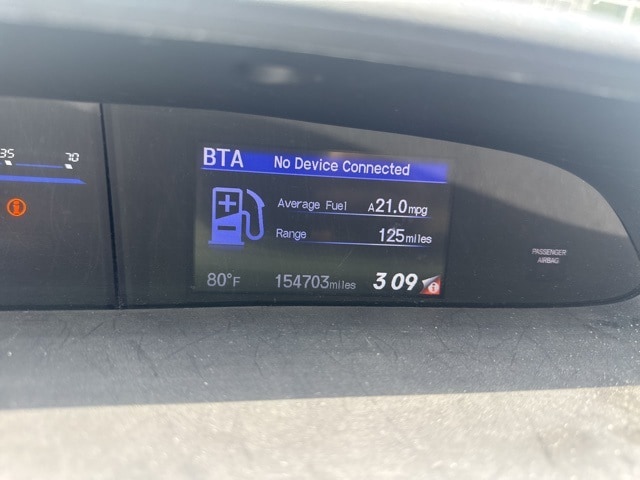 35 70
BTA No Device Connected
Average Fuel A21.0mpg
Range 125miles
80°F 154703miles 3 09
PASSENGER
AIRBAG